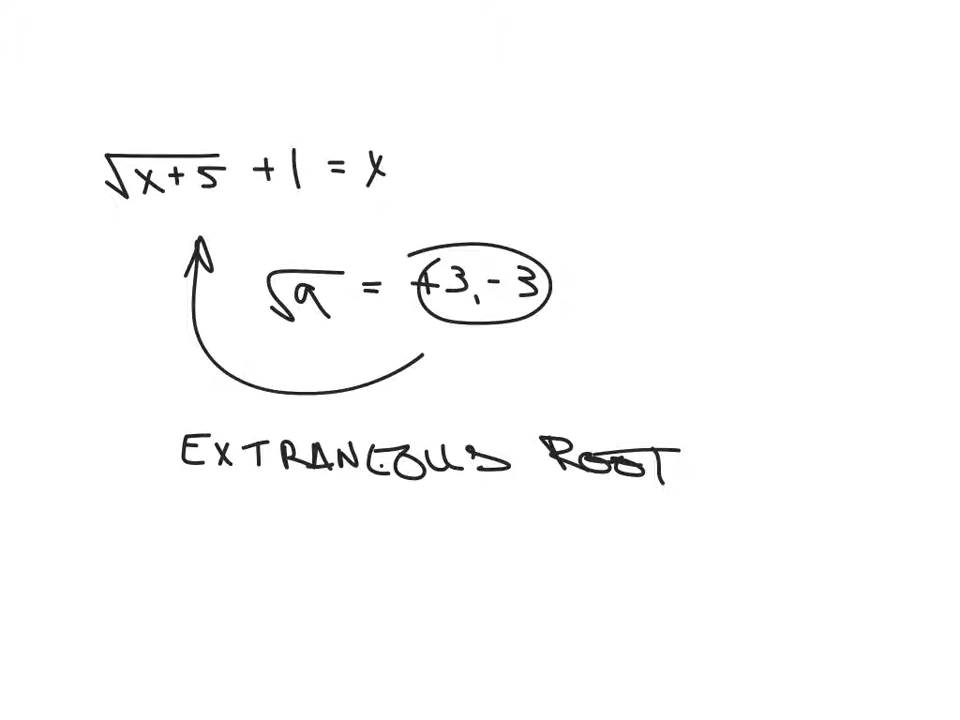 √x+5 + 1 = x
√9 = +3, - 3
EXTRANEOUS ROOT